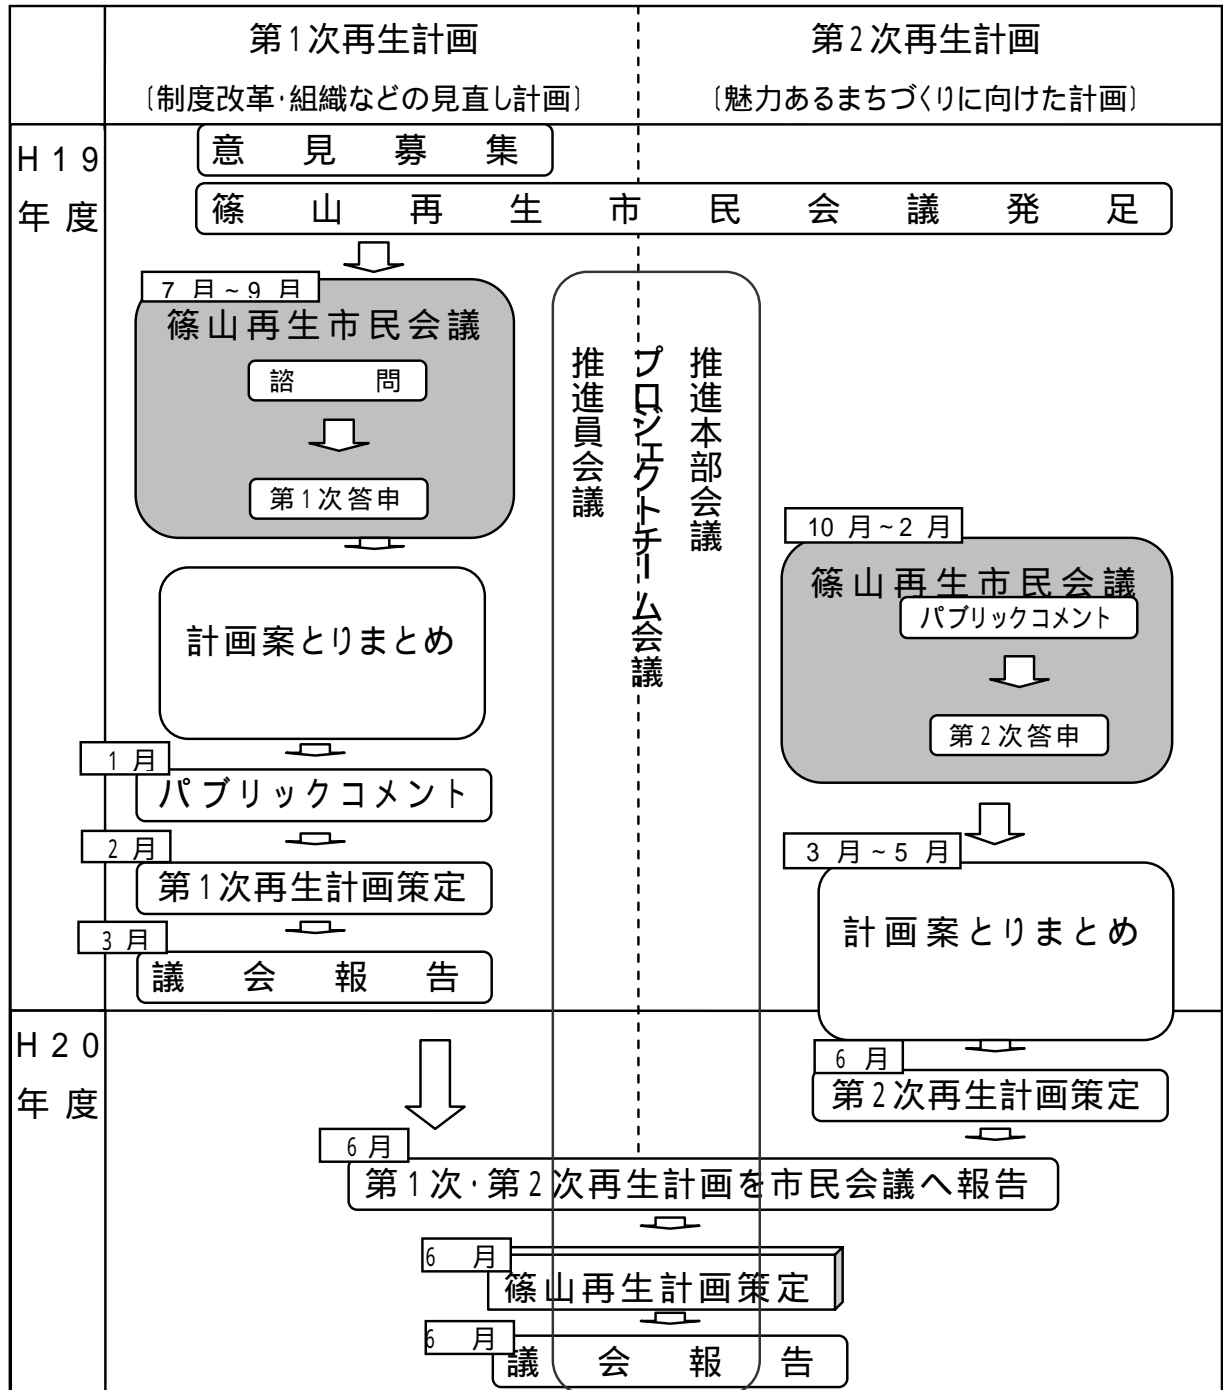 第1次再生計画
〔制度改革・組織などの見直し計画〕
第2次再生計画
〔魅力あるまちづくりに向けた計画〕
H19
年度
意見募集
篠山再生市民会議発足
7月~9月
篠山再生市民会議
諮問
第1次答申
計画案とりまとめ
1月
パブリックコメント
2月
第1次再生計画策定
3月
議会報告
推進本部会議
プロジェクトチーム会議
推進員会議
10月~2月
篠山再生市民会議
パブリックコメント
第2次答申
3月~5月
計画案とりまとめ
H20
年度
6月
第2次再生計画策定
6月
第1次・第2次再生計画を市民会議へ報告
6月
篠山再生計画策定
6月
議会報告